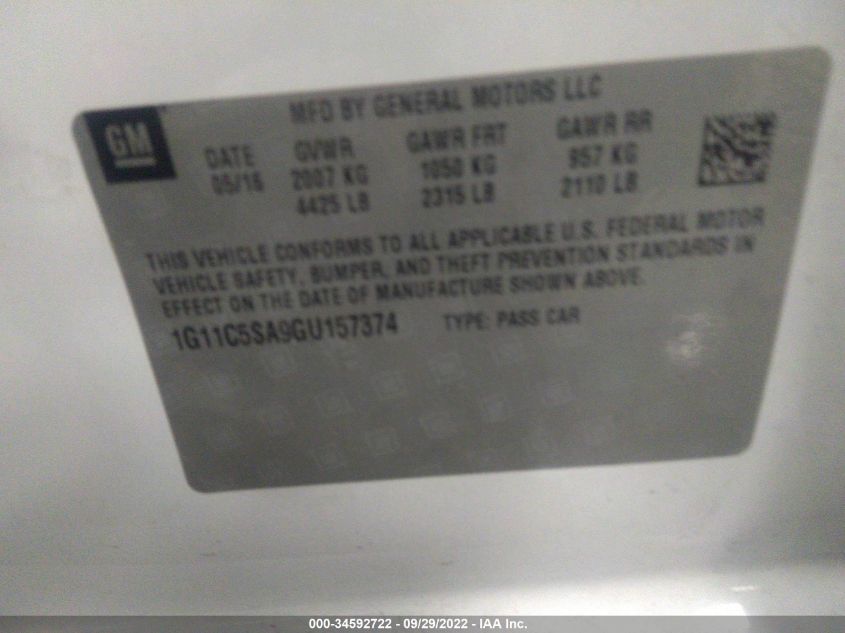 MFD BY GENERAL MOTORS LLC
GM
DATE GVWR GAWR FRT GAWR RR
05/16 2007 KG 1050 KG 957 KG
4425 LB 2315 LB 2110 LB
THIS VEHICLE CONFORMS TO ALL APPLICABLE U.S. FEDERAL MOTOR
VEHICLE SAFETY, BUMPER, AND THEFT PREVENTION STANDARDS IN
EFFECT ON THE DATE OF MANUFACTURE SHOWN ABOVE.
1G11C5SA9GU157374 TYPE: PASS CAR
000-34592722 - 09/29/2022 - IAA Inc.